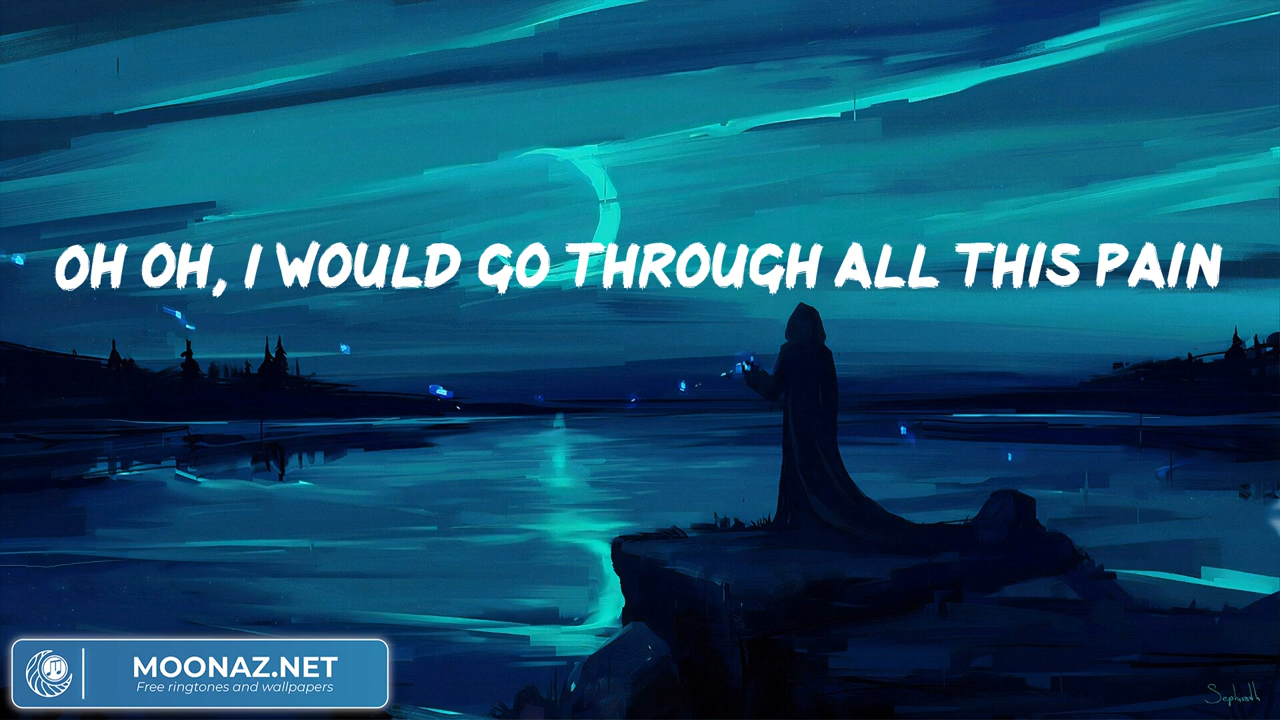 OH OH, I WOULD GO THROUGH ALL THIS PAIN
MOONAZ.NET
Free ringtones and wallpapers